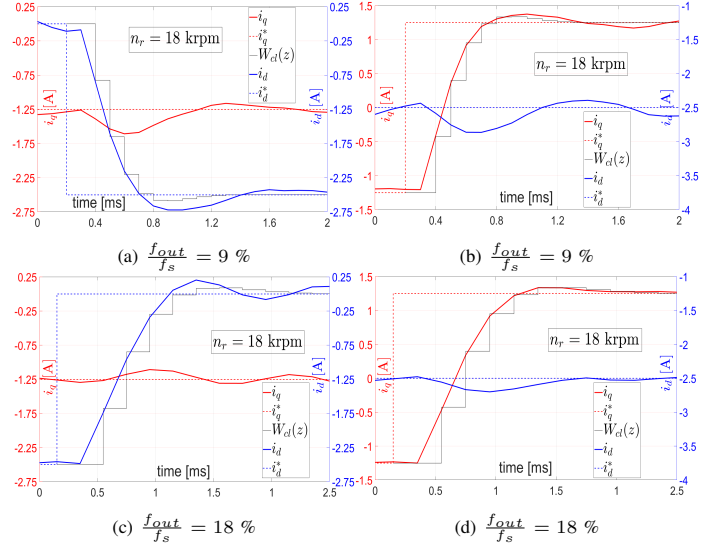 0.25
-0.25
-0.75
-1.25
-1.75
-2.25
-2.75
i_q [A]
n_r = 18 krpm
i_q
i_q^*
W_cl(z)
i_d
i_d^*
0.25
-0.25
-0.75
-1.25
-1.75
-2.25
-2.75
i_d [A]
time [ms]
0 0.4 0.8 1.2 1.6 2
(a) f_out/f_s = 9 %
1.5
1
0.5
0
-0.5
-1
-1.5
i_q [A]
n_r = 18 krpm
i_q
i_q^*
W_cl(z)
i_d
i_d^*
-1
-1.5
-2
-2.5
-3
-3.5
-4
i_d [A]
time [ms]
0 0.4 0.8 1.2 1.6 2
(b) f_out/f_s = 9 %
0.25
-0.25
-0.75
-1.25
-1.75
-2.25
-2.75
i_q [A]
n_r = 18 krpm
i_q
i_q^*
W_cl(z)
i_d
i_d^*
0.25
-0.25
-0.75
-1.25
-1.75
-2.25
-2.75
i_d [A]
time [ms]
0 0.5 1 1.5 2 2.5
(c) f_out/f_s = 18 %
1.5
1
0.5
0
-0.5
-1
-1.5
i_q [A]
n_r = 18 krpm
i_q
i_q^*
W_cl(z)
i_d
i_d^*
-1
-1.5
-2
-2.5
-3
-3.5
-4
i_d [A]
time [ms]
0 0.5 1 1.5 2 2.5
(d) f_out/f_s = 18 %